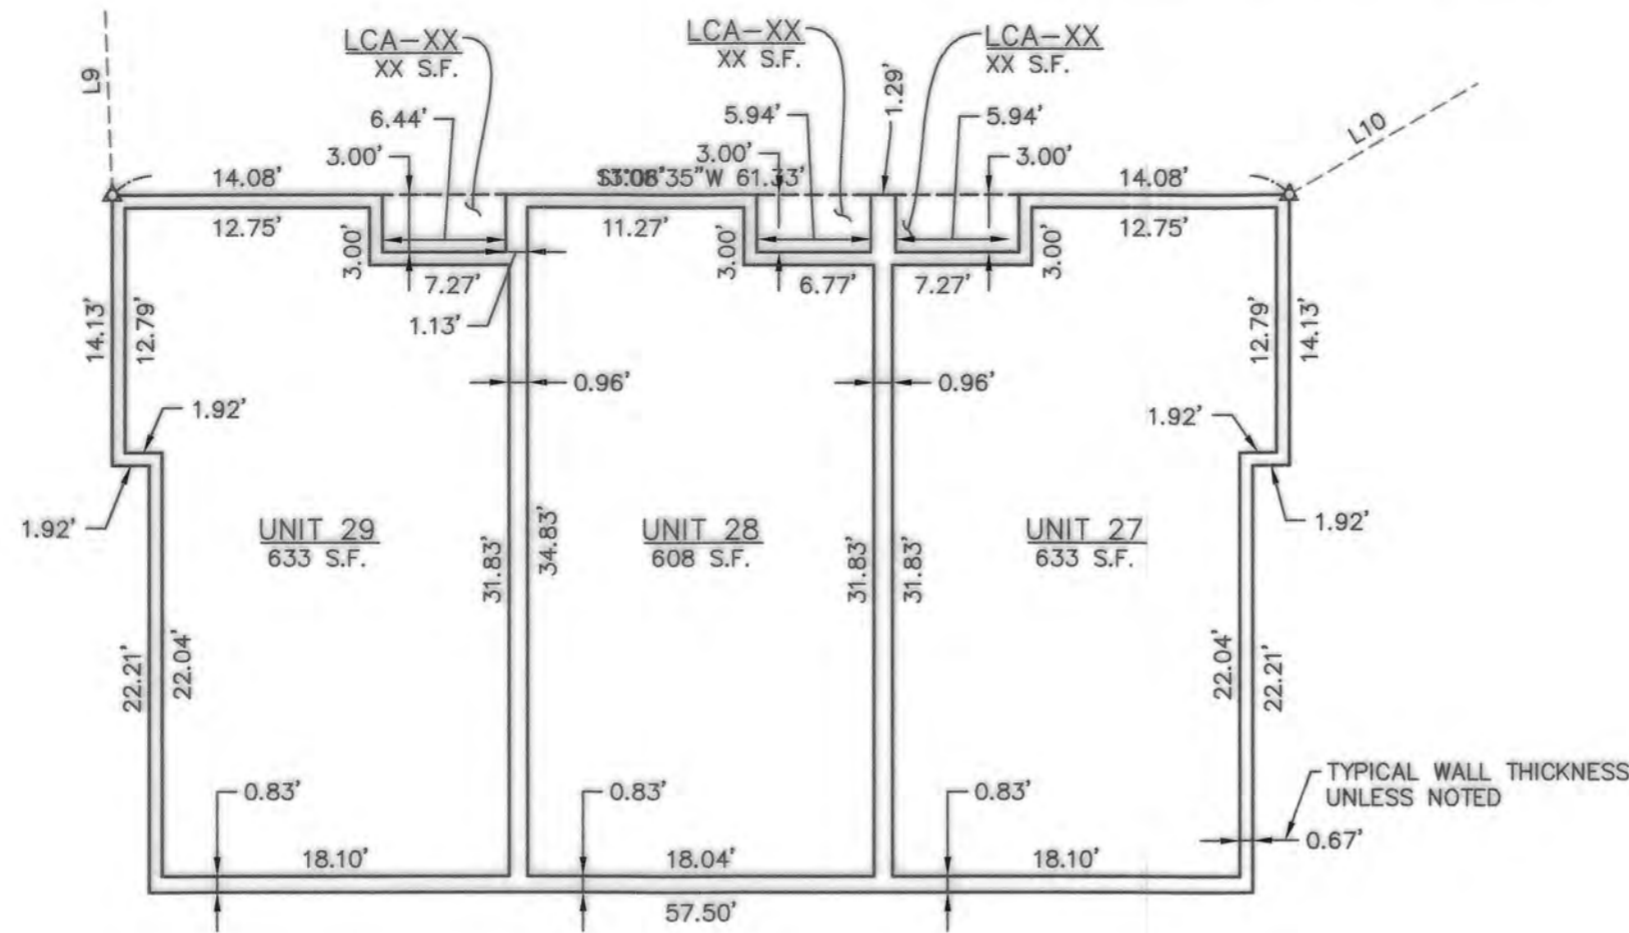 LCA-XX
XX S.F.
LCA-XX
XX S.F.
LCA-XX
XX S.F.
L9
L10
6.44'
5.94'
1.29'
5.94'
3.00'
3.00'
3.00'
14.08'
35"W 61.33'
14.08'
12.75'
11.27'
12.75'
3.00'
3.00'
3.00'
7.27'
6.77'
7.27'
1.13'
14.13'
12.79'
12.79'
14.13'
0.96'
0.96'
1.92'
1.92'
1.92'
1.92'
UNIT 29
633 S.F.
UNIT 28
608 S.F.
UNIT 27
633 S.F.
31.83'
34.83'
31.83'
31.83'
22.21'
22.04'
22.04'
22.21'
TYPICAL WALL THICKNESS
UNLESS NOTED
0.67'
0.83'
0.83'
0.83'
18.10'
18.04'
18.10'
57.50'